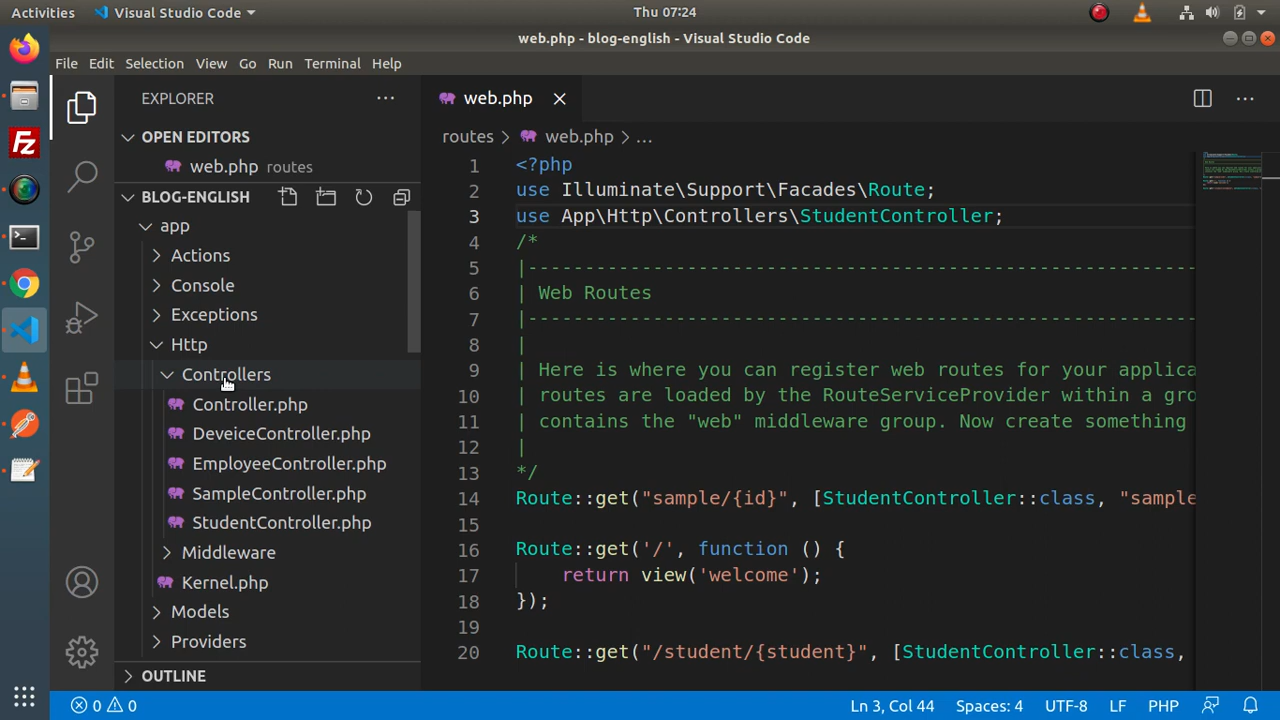 Activities Visual Studio Code Thu 07:24
web.php - blog-english - Visual Studio Code
File Edit Selection View Go Run Terminal Help
EXPLORER
OPEN EDITORS
web.php routes
BLOG-ENGLISH
app
Actions
Console
Exceptions
Http
Controllers
Controller.php
DeveiceController.php
EmployeeController.php
SampleController.php
StudentController.php
Middleware
Kernel.php
Models
Providers
OUTLINE
web.php
routes > web.php > ...
1 <?php
2 use Illuminate\Support\Facades\Route;
3 use App\Http\Controllers\StudentController;
4 /*
5 |--------------------------------------------------------------------------
6 | Web Routes
7 |--------------------------------------------------------------------------
8 |
9 | Here is where you can register web routes for your applica
10 | routes are loaded by the RouteServiceProvider within a gro
11 | contains the "web" middleware group. Now create something
12 |
13 */
14 Route::get("sample/{id}", [StudentController::class, "sample
15
16 Route::get('/', function () {
17 return view('welcome');
18 });
19
20 Route::get("/student/{student}", [StudentController::class,
0 0 Ln 3, Col 44 Spaces: 4 UTF-8 LF PHP